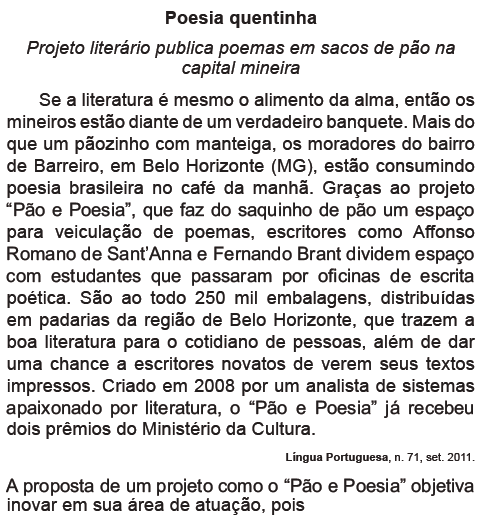 Poesia quentinha
Projeto literário publica poemas em sacos de pão na
capital mineira
Se a literatura é mesmo o alimento da alma, então os
mineiros estão diante de um verdadeiro banquete. Mais do
que um pãozinho com manteiga, os moradores do bairro
de Barreiro, em Belo Horizonte (MG), estão consumindo
poesia brasileira no café da manhã. Graças ao projeto
“Pão e Poesia”, que faz do saquinho de pão um espaço
para veiculação de poemas, escritores como Affonso
Romano de Sant’Anna e Fernando Brant dividem espaço
com estudantes que passaram por oficinas de escrita
poética. São ao todo 250 mil embalagens, distribuídas
em padarias da região de Belo Horizonte, que trazem a
boa literatura para o cotidiano de pessoas, além de dar
uma chance a escritores novatos de verem seus textos
impressos. Criado em 2008 por um analista de sistemas
apaixonado por literatura, o “Pão e Poesia” já recebeu
dois prêmios do Ministério da Cultura.
Língua Portuguesa, n. 71, set. 2011.
A proposta de um projeto como o “Pão e Poesia” objetiva
inovar em sua área de atuação, pois